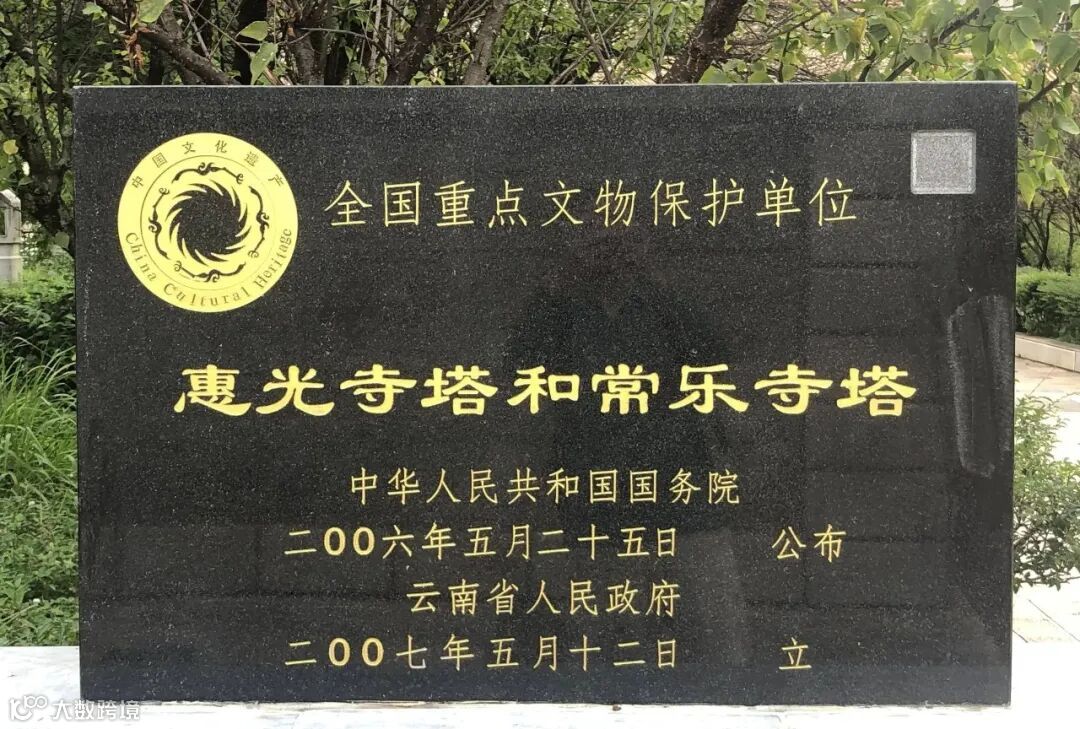 中国文化遗产
China Cultural Heritage
全国重点文物保护单位
惠光寺塔和常乐寺塔
中华人民共和国国务院
二00六年五月二十五日 公布
云南省人民政府
二00七年五月十二日 立
大数跨境